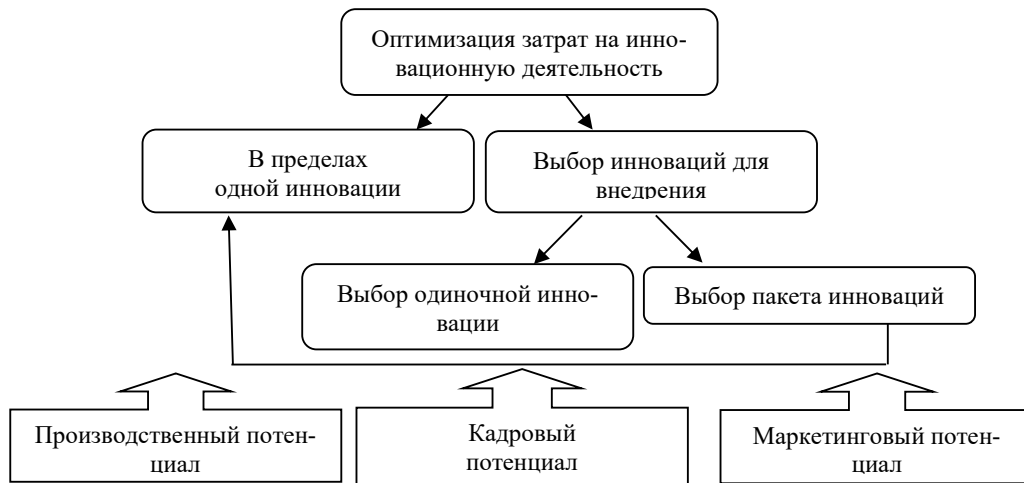 Оптимизация затрат на инно-
вационную деятельность
В пределах
одной инновации
Выбор инноваций для
внедрения
Выбор одиночной инно-
вации
Выбор пакета инноваций
Производственный потен-
циал
Кадровый
потенциал
Маркетинговый потен-
циал